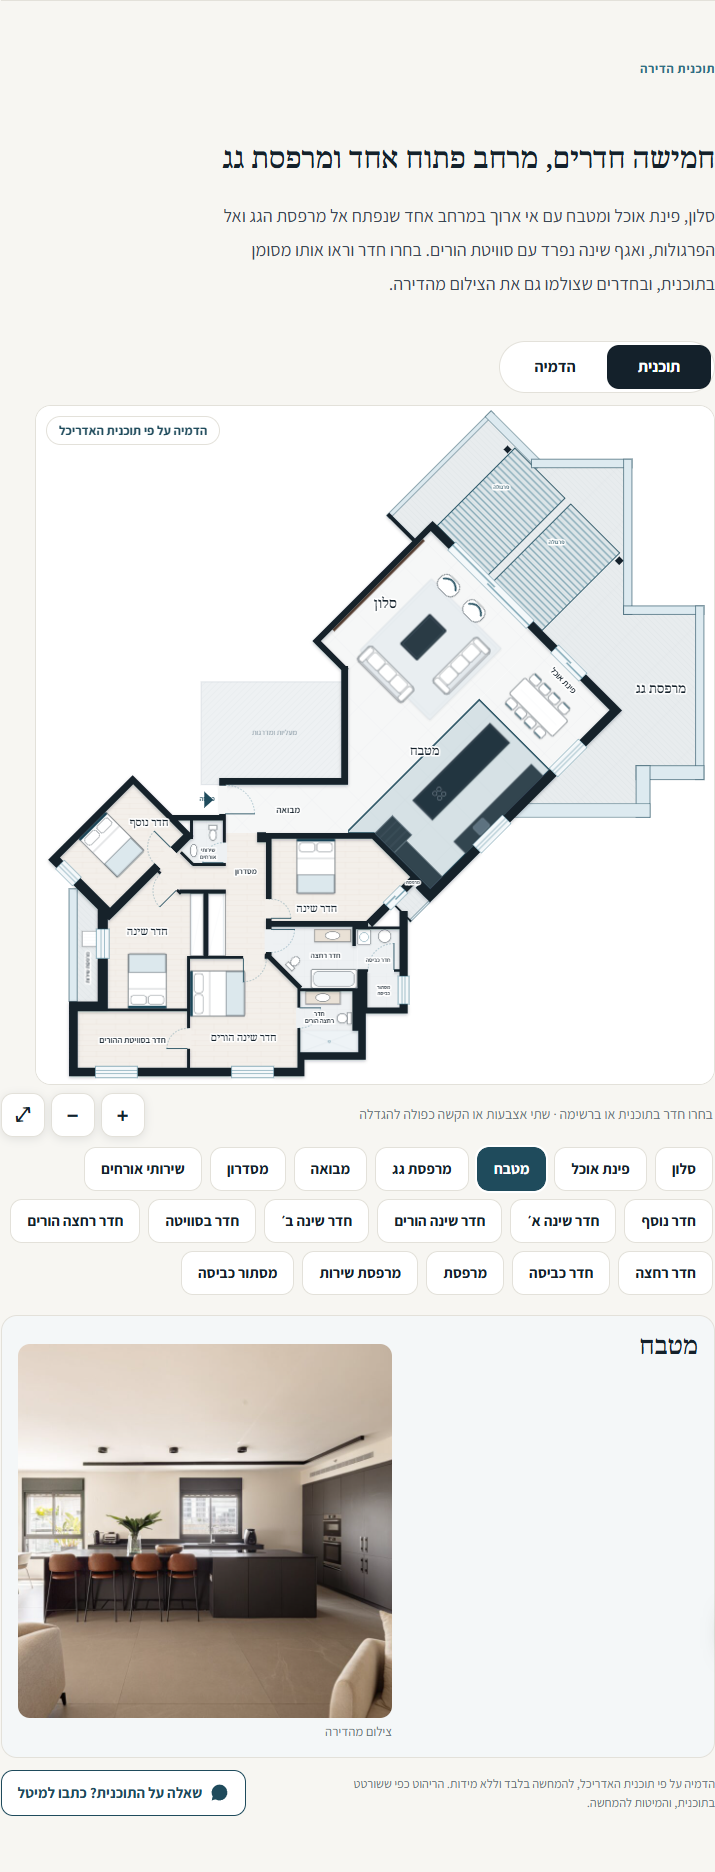 תוכנית הדירה
חמישה חדרים, מרחב פתוח אחד ומרפסת גג
סלון, פינת אוכל ומטבח עם אי ארוך במרחב אחד שנפתח אל מרפסת הגג ואל
הפרגולות, ואגף שינה נפרד עם סוויטת הורים. בחרו חדר וראו אותו מסומן
בתוכנית, ובחדרים שצולמו גם את הצילום מהדירה.
תוכנית
הדמיה
הדמיה על פי תוכנית האדריכל
פרגולה
פרגולה
סלון
פינת אוכל
מרפסת גג
מעליות ומדרגות
מטבח
מבואה
חדר נוסף
שירותי
אורחים
מסדרון
מרפסת
חדר שינה
חדר שינה
חדר רחצה
חדר כביסה
מסתור
כביסה
חדר
רחצה הורים
חדר שינה הורים
חדר בסוויטת ההורים
בחרו חדר בתוכנית או ברשימה · שתי אצבעות או הקשה כפולה להגדלה
+
−
סלון
פינת אוכל
מטבח
מרפסת גג
מבואה
מסדרון
שירותי אורחים
חדר נוסף
חדר שינה א׳
חדר שינה הורים
חדר שינה ב׳
חדר בסוויטה
חדר רחצה הורים
חדר רחצה
חדר כביסה
מרפסת
מרפסת שירות
מסתור כביסה
מטבח
צילום מהדירה
הדמיה על פי תוכנית האדריכל, להמחשה בלבד וללא מידות. הריהוט כפי ששורטט
בתוכנית, והמיטות להמחשה.
שאלה על התוכנית? כתבו למיטל